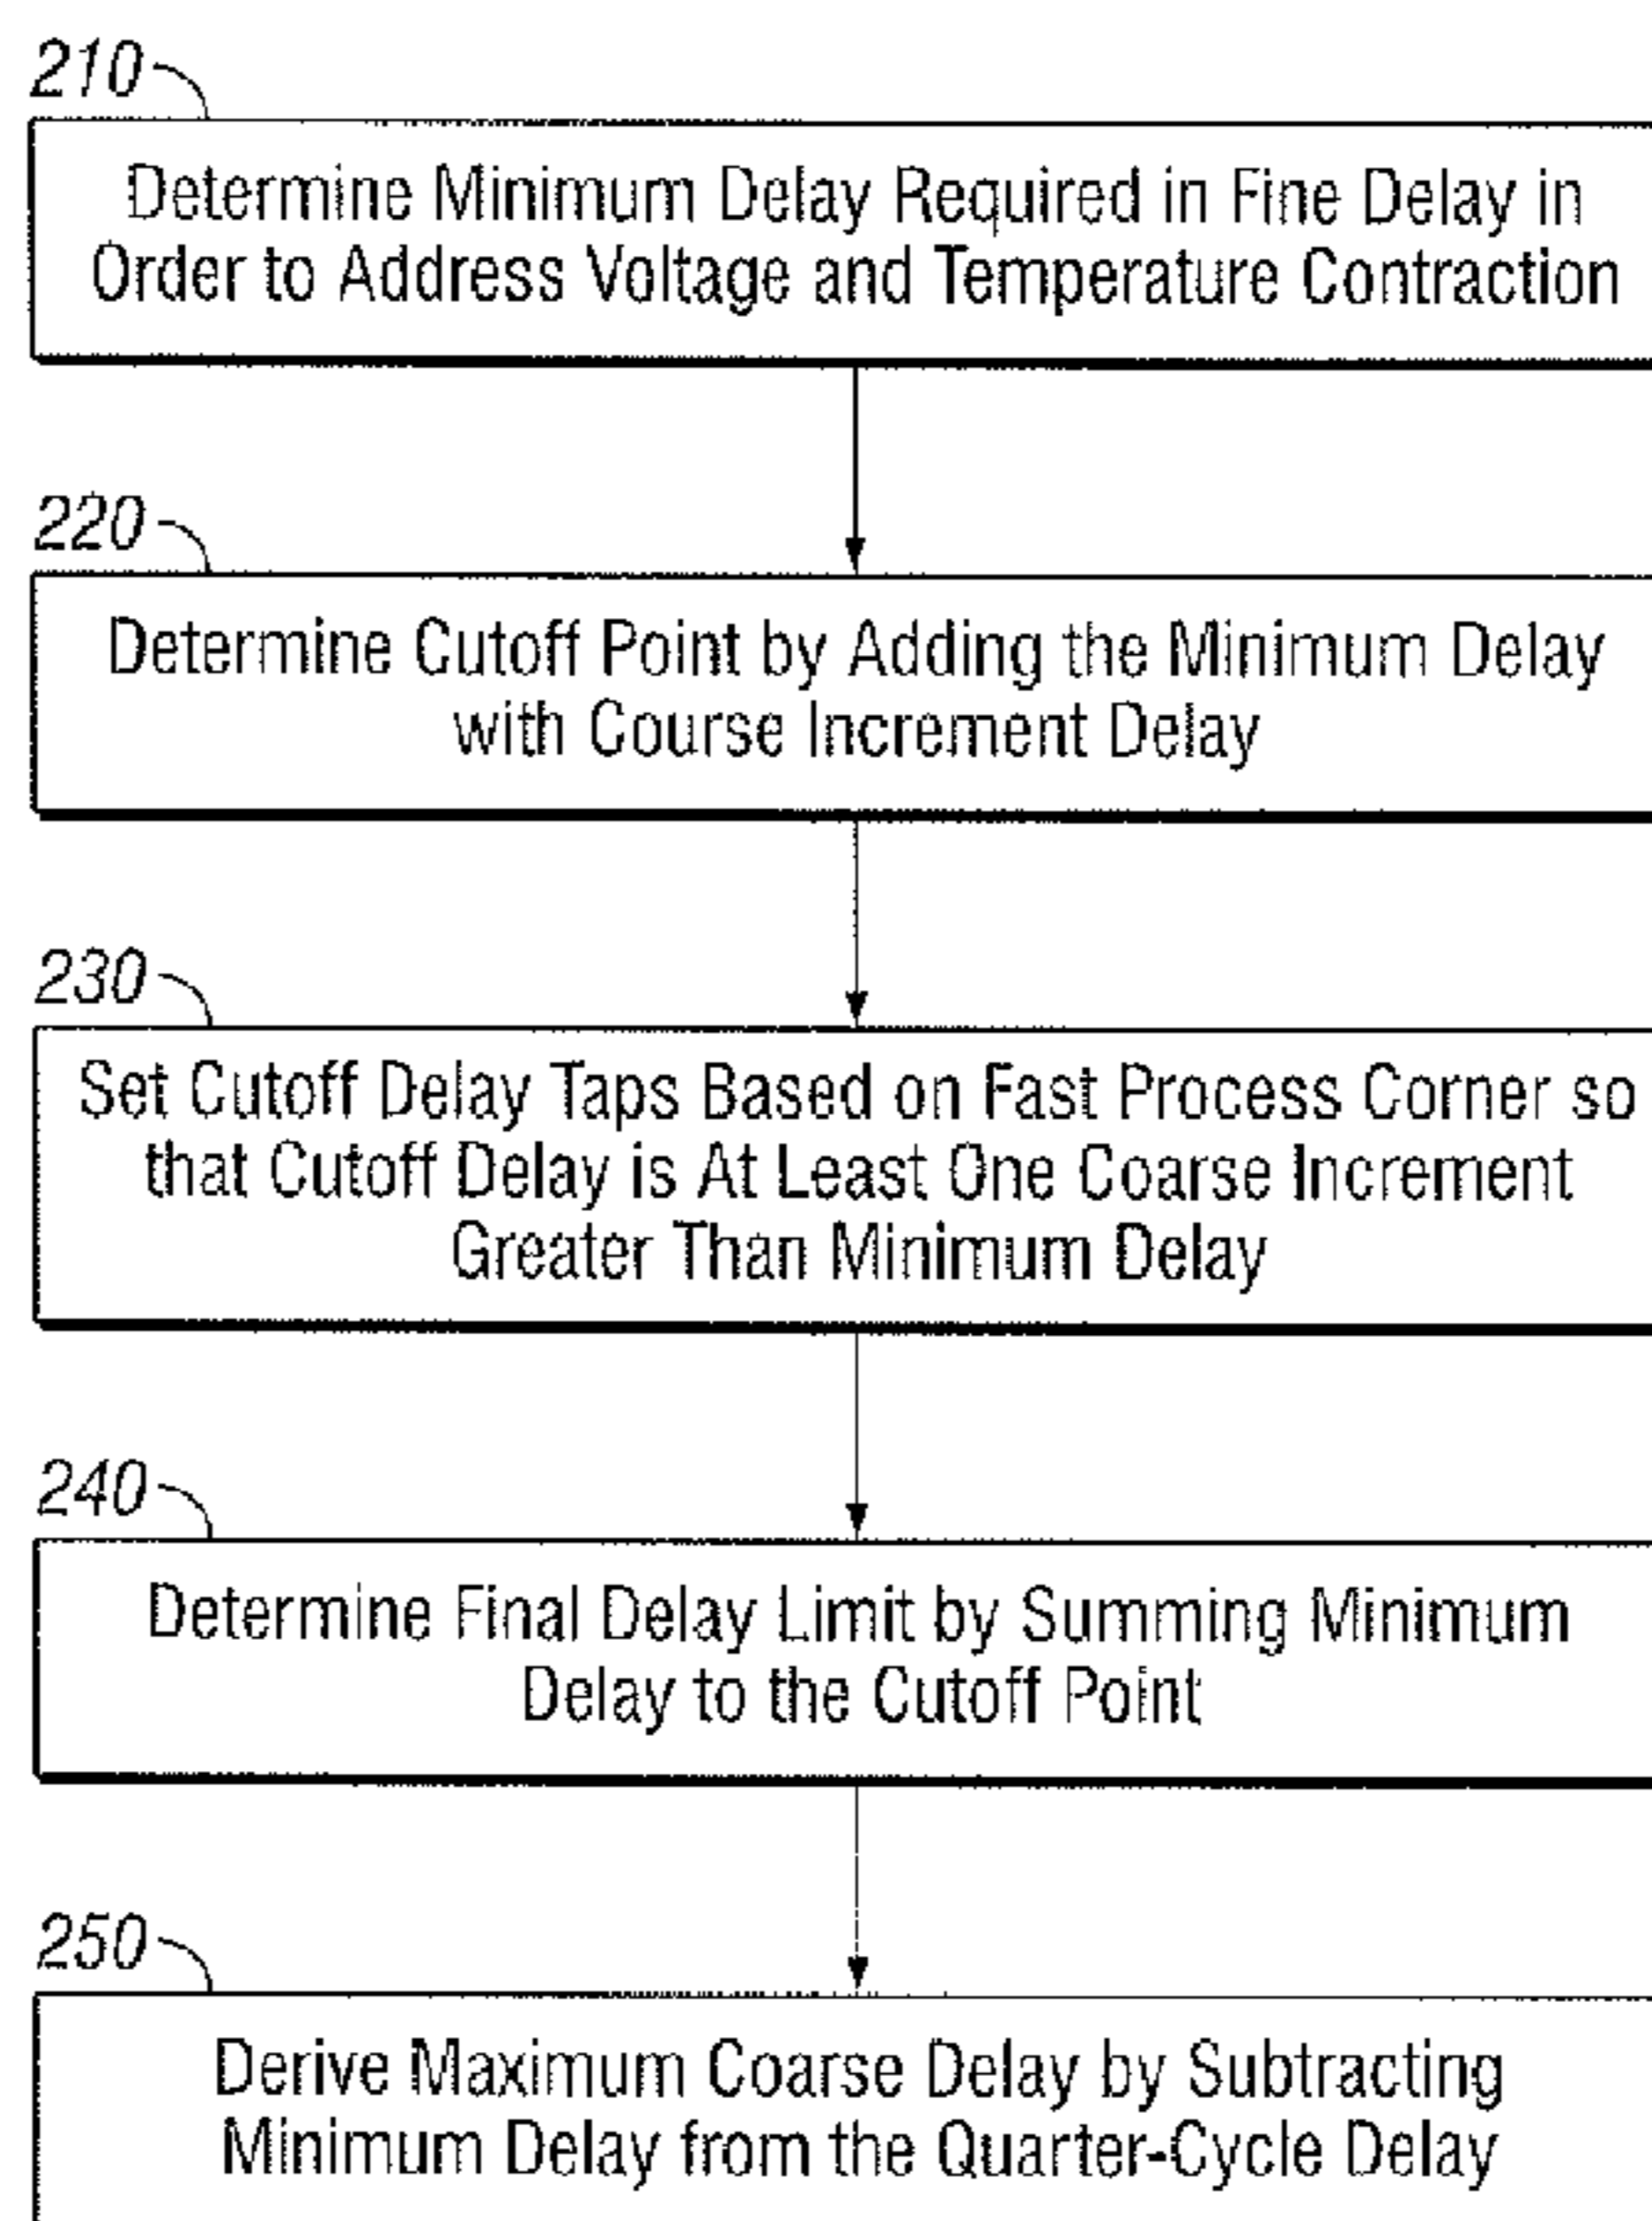 210
Determine Minimum Delay Required in Fine Delay in
Order to Address Voltage and Temperature Contraction
220
Determine Cutoff Point by Adding the Minimum Delay
with Course Increment Delay
230
Set Cutoff Delay Taps Based on Fast Process Corner so
that Cutoff Delay is At Least One Coarse Increment
Greater Than Minimum Delay
240
Determine Final Delay Limit by Summing Minimum
Delay to the Cutoff Point
250
Derive Maximum Coarse Delay by Subtracting
Minimum Delay from the Quarter-Cycle Delay